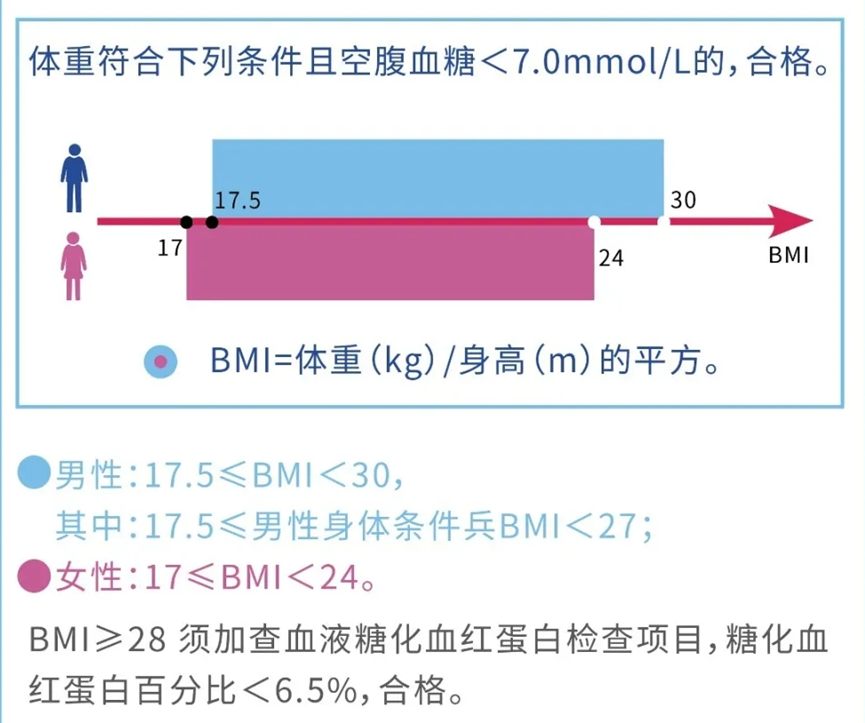 体重符合下列条件且空腹血糖＜7.0mmol/L的，合格。
17.5
30
17
24
BMI
BMI=体重（kg）/身高（m）的平方。
男性：17.5≤BMI＜30，
其中：17.5≤男性身体条件兵BMI＜27；
女性：17≤BMI＜24。
BMI≥28 须加查血液糖化血红蛋白检查项目，糖化血
红蛋白百分比＜6.5%，合格。